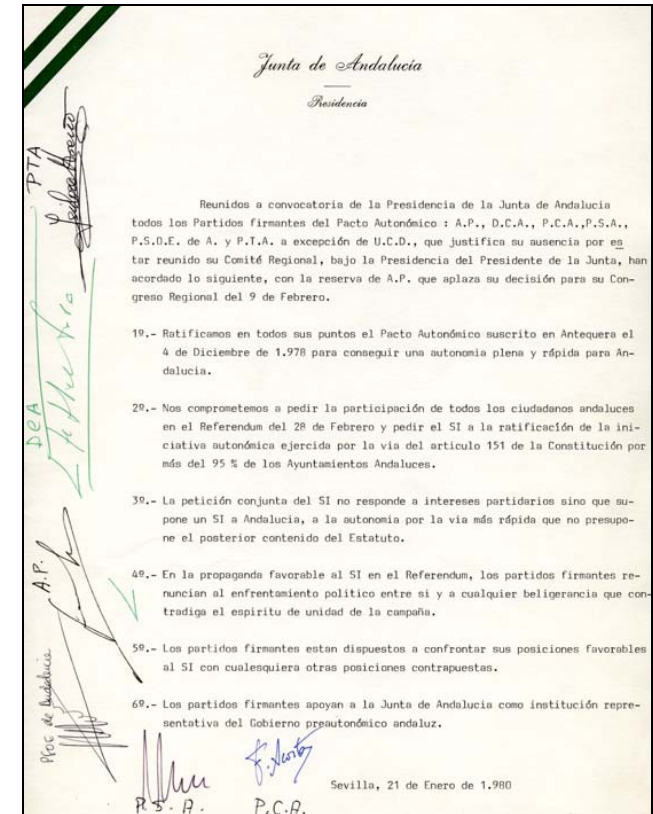 Junta de Andalucía
Presidencia
Reunidos a convocatoria de la Presidencia de la Junta de Andalucia
todos los Partidos firmantes del Pacto Autonómico : A.P., D.C.A., P.C.A.,P.S.A.,
P.S.O.E. de A. y P.T.A. a excepción de U.C.D., que justifica su ausencia por es
tar reunido su Comité Regional, bajo la Presidencia del Presidente de la Junta, han
acordado lo siguiente, con la reserva de A.P. que aplaza su decisión para su Con-
greso Regional del 9 de Febrero.
1º.- Ratificamos en todos sus puntos el Pacto Autonómico suscrito en Antequera el
4 de Diciembre de 1.978 para conseguir una autonomia plena y rápida para An-
dalucia.
2º.- Nos comprometemos a pedir la participación de todos los ciudadanos andaluces
en el Referendum del 28 de Febrero y pedir el SI a la ratificación de la ini-
ciativa autonómica ejercida por la via del articulo 151 de la Constitución por
más del 95 % de los Ayuntamientos Andaluces.
3º.- La petición conjunta del SI no responde a intereses partidarios sino que su-
pone un SI a Andalucia, a la autonomia por la via más rápida que no presupo-
ne el posterior contenido del Estatuto.
4º.- En la propaganda favorable al SI en el Referendum, los partidos firmantes re-
nuncian al enfrentamiento politico entre si y a cualquier beligerancia que con-
tradiga el espiritu de unidad de la campaña.
5º.- Los partidos firmantes estan dispuestos a confrontar sus posiciones favorables
al SI con cualesquiera otras posiciones contrapuestas.
6º.- Los partidos firmantes apoyan a la Junta de Andalucia como institución repre-
sentativa del Gobierno preautonómico andaluz.
Sevilla, 21 de Enero de 1.980
P.S.A.
P.C.A.
PTA
DCA
A.P.
PSOE de Andalucia